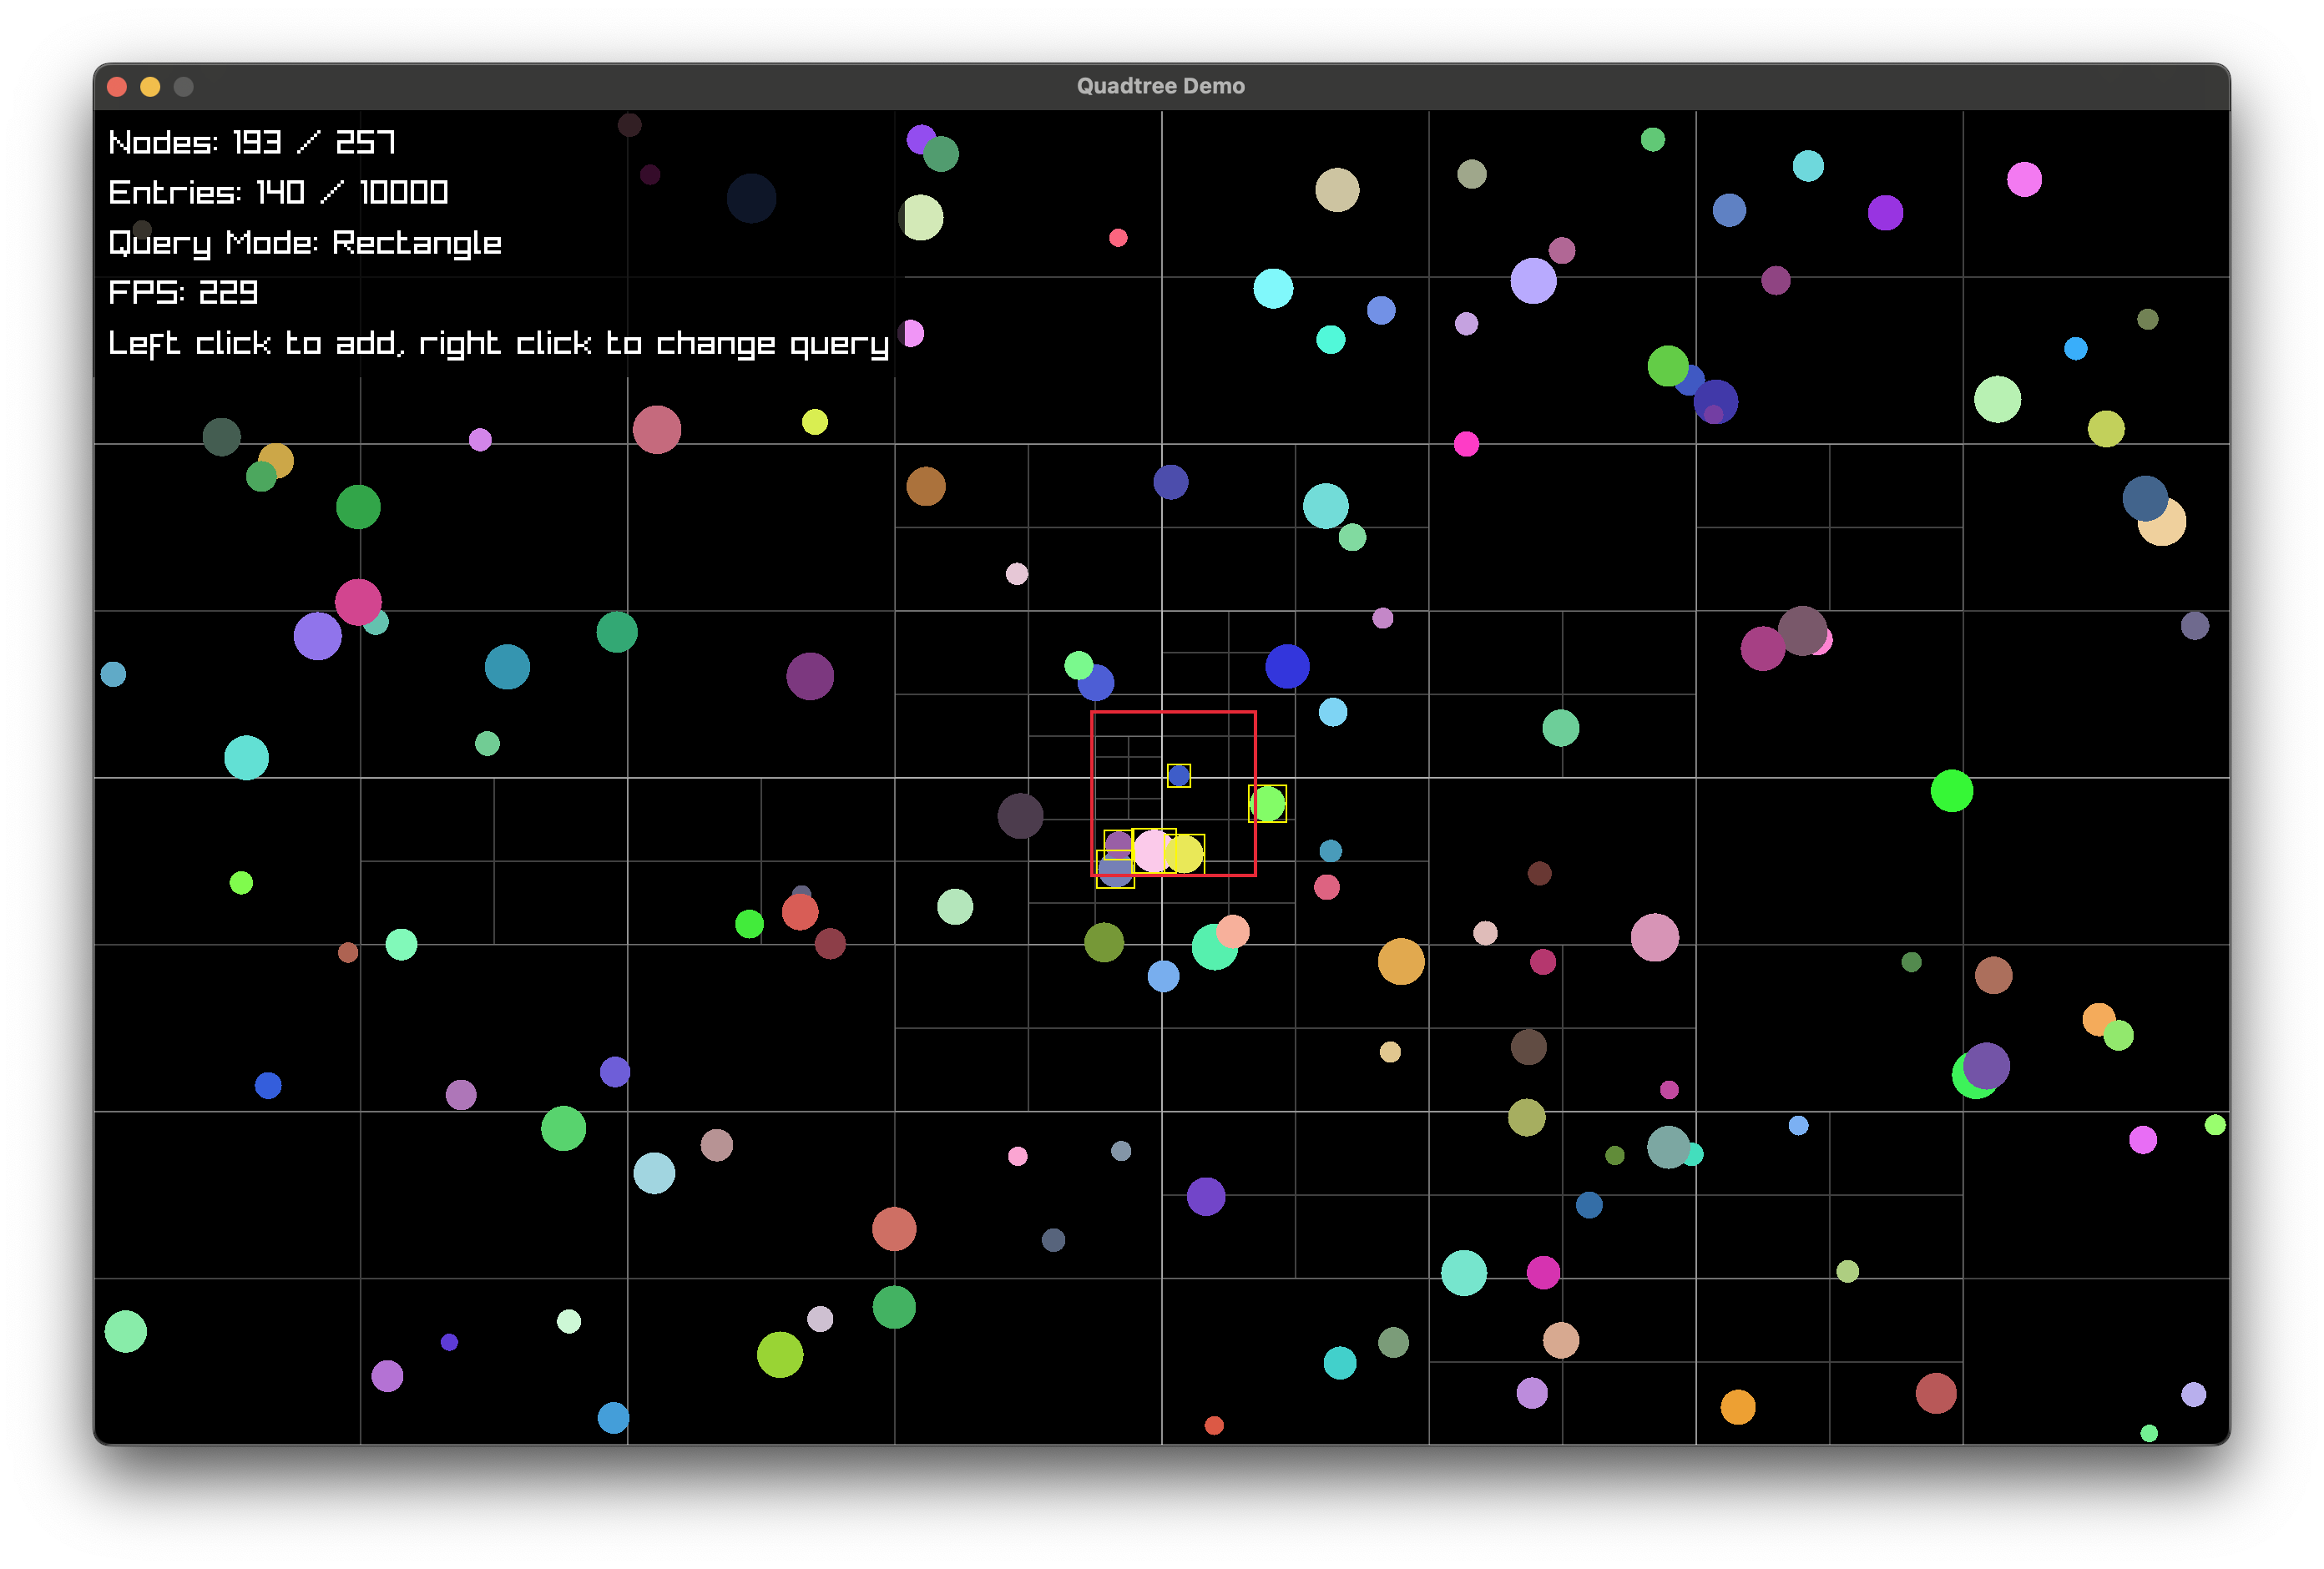 Quadtree Demo
Nodes: 193 / 257
Entries: 140 / 10000
Query Mode: Rectangle
FPS: 229
Left click to add, right click to change query